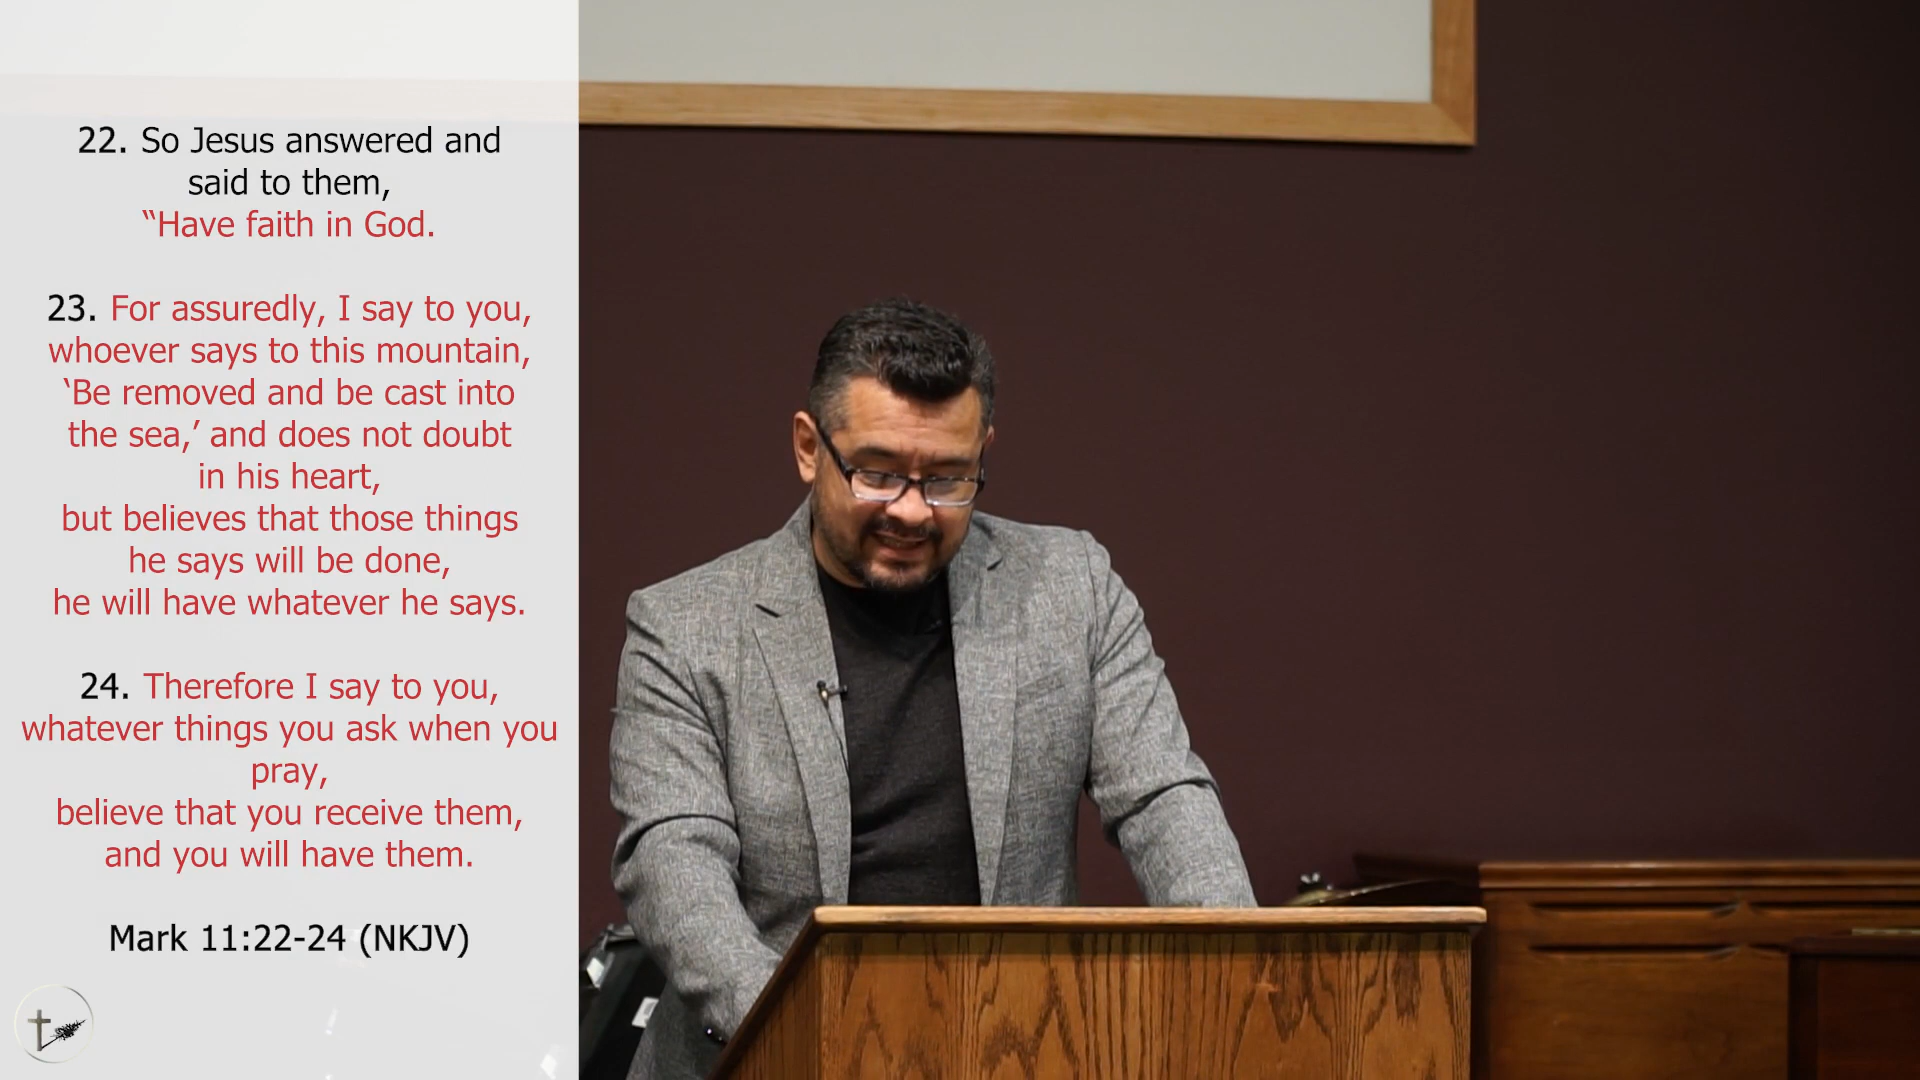 22. So Jesus answered and
said to them,
“Have faith in God.
23. For assuredly, I say to you,
whoever says to this mountain,
‘Be removed and be cast into
the sea,’ and does not doubt
in his heart,
but believes that those things
he says will be done,
he will have whatever he says.
24. Therefore I say to you,
whatever things you ask when you
pray,
believe that you receive them,
and you will have them.
Mark 11:22-24 (NKJV)